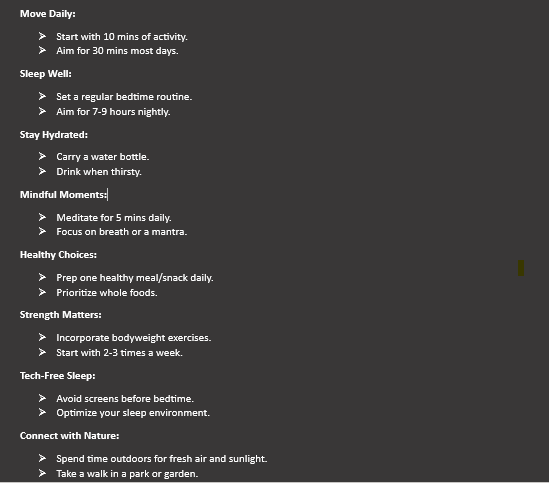 Move Daily:
➢ Start with 10 mins of activity.
➢ Aim for 30 mins most days.
Sleep Well:
➢ Set a regular bedtime routine.
➢ Aim for 7-9 hours nightly.
Stay Hydrated:
➢ Carry a water bottle.
➢ Drink when thirsty.
Mindful Moments:
➢ Meditate for 5 mins daily.
➢ Focus on breath or a mantra.
Healthy Choices:
➢ Prep one healthy meal/snack daily.
➢ Prioritize whole foods.
Strength Matters:
➢ Incorporate bodyweight exercises.
➢ Start with 2-3 times a week.
Tech-Free Sleep:
➢ Avoid screens before bedtime.
➢ Optimize your sleep environment.
Connect with Nature:
➢ Spend time outdoors for fresh air and sunlight.
➢ Take a walk in a park or garden.